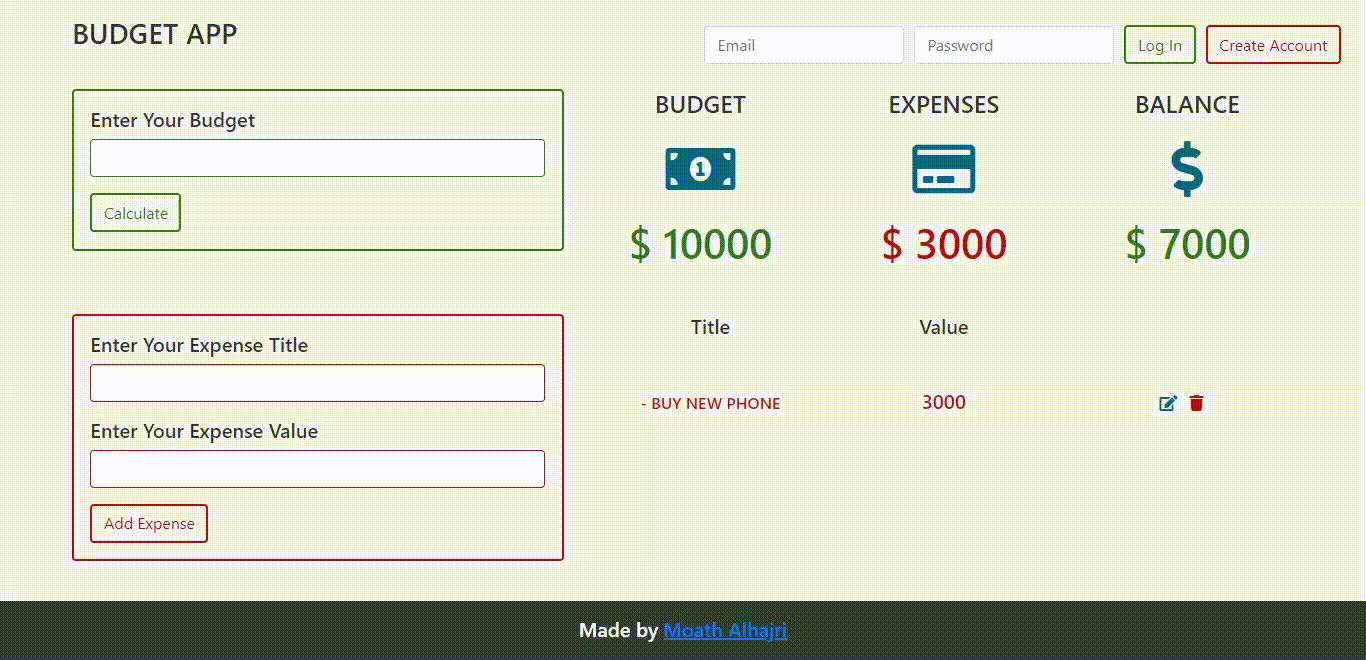 BUDGET APP
Email
Password
Log In
Create Account
Enter Your Budget
Calculate
BUDGET
EXPENSES
BALANCE
1
$ 10000
$ 3000
$ 7000
Enter Your Expense Title
Enter Your Expense Value
Add Expense
Title
Value
- BUY NEW PHONE
3000
Made by Moath Alhajri